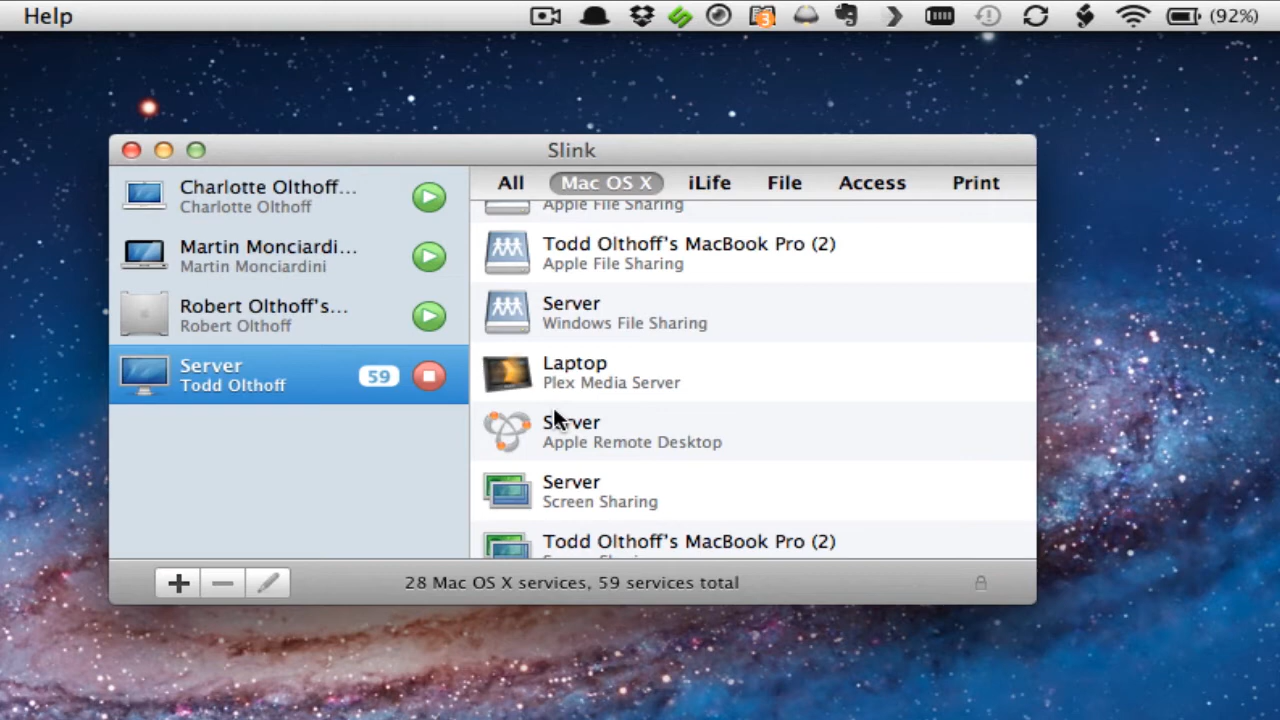 Help
3
(92%)
Slink
Charlotte Olthoff...
Charlotte Olthoff
Martin Monciardi...
Martin Monciardini
Robert Olthoff's...
Robert Olthoff
Server
Todd Olthoff
59
All Mac OS X iLife File Access Print
Apple File Sharing
Todd Olthoff's MacBook Pro (2)
Apple File Sharing
Server
Windows File Sharing
Laptop
Plex Media Server
Server
Apple Remote Desktop
Server
Screen Sharing
Todd Olthoff's MacBook Pro (2)
28 Mac OS X services, 59 services total